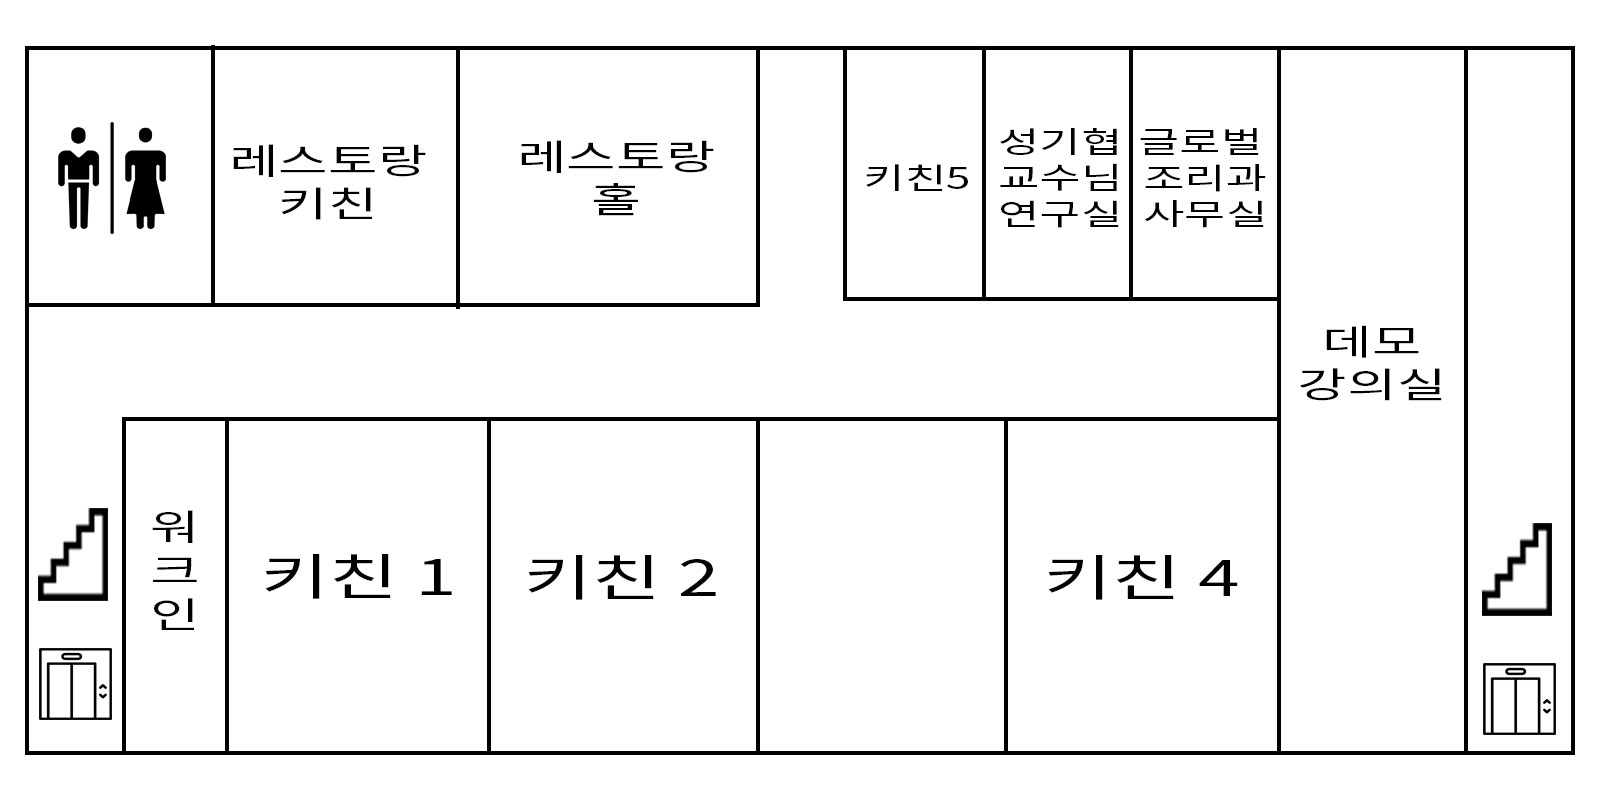 레스토랑
키친
레스토랑
홀
키친5
성기협
교수님
연구실
글로벌
조리과
사무실
데모
강의실
워
크
인
키친 1
키친 2
키친 4